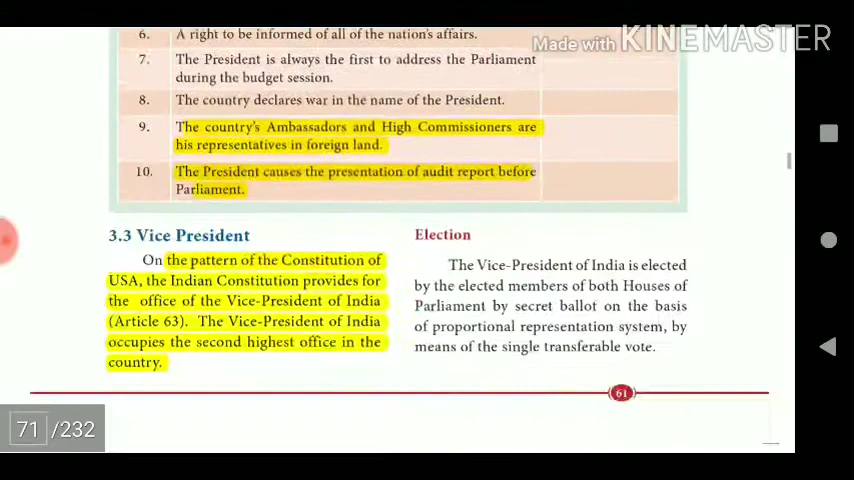 6. A right to be informed of all of the nation's affairs.
Made with KINEMASTER
7. The President is always the first to address the Parliament
during the budget session.
8. The country declares war in the name of the President.
9. The country's Ambassadors and High Commissioners are
his representatives in foreign land.
10. The President causes the presentation of audit report before
Parliament.
3.3 Vice President
On the pattern of the Constitution of
USA, the Indian Constitution provides for
the office of the Vice-President of India
(Article 63). The Vice-President of India
occupies the second highest office in the
country.
Election
The Vice-President of India is elected
by the elected members of both Houses of
Parliament by secret ballot on the basis
of proportional representation system, by
means of the single transferable vote.
61
71 /232